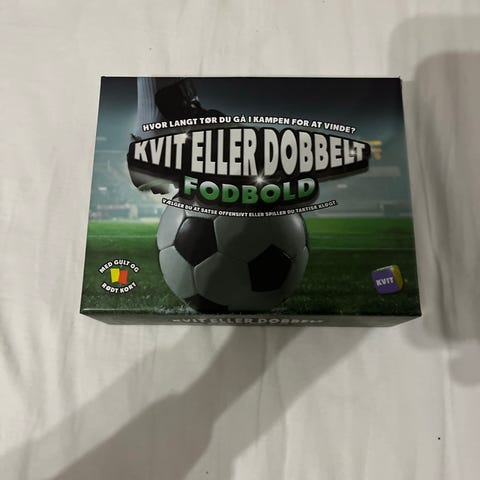 HVOR LANGT TØR DU GÅ I KAMPEN FOR AT VINDE?
KVIT ELLER DOBBELT
FODBOLD
VÆLGER DU AT SATSE OFFENSIVT ELLER SPILLER DU TAKTISK KLOGT.
MED GULT OG
RØDT KORT
KVIT
KVIT ELLER DOBBELT